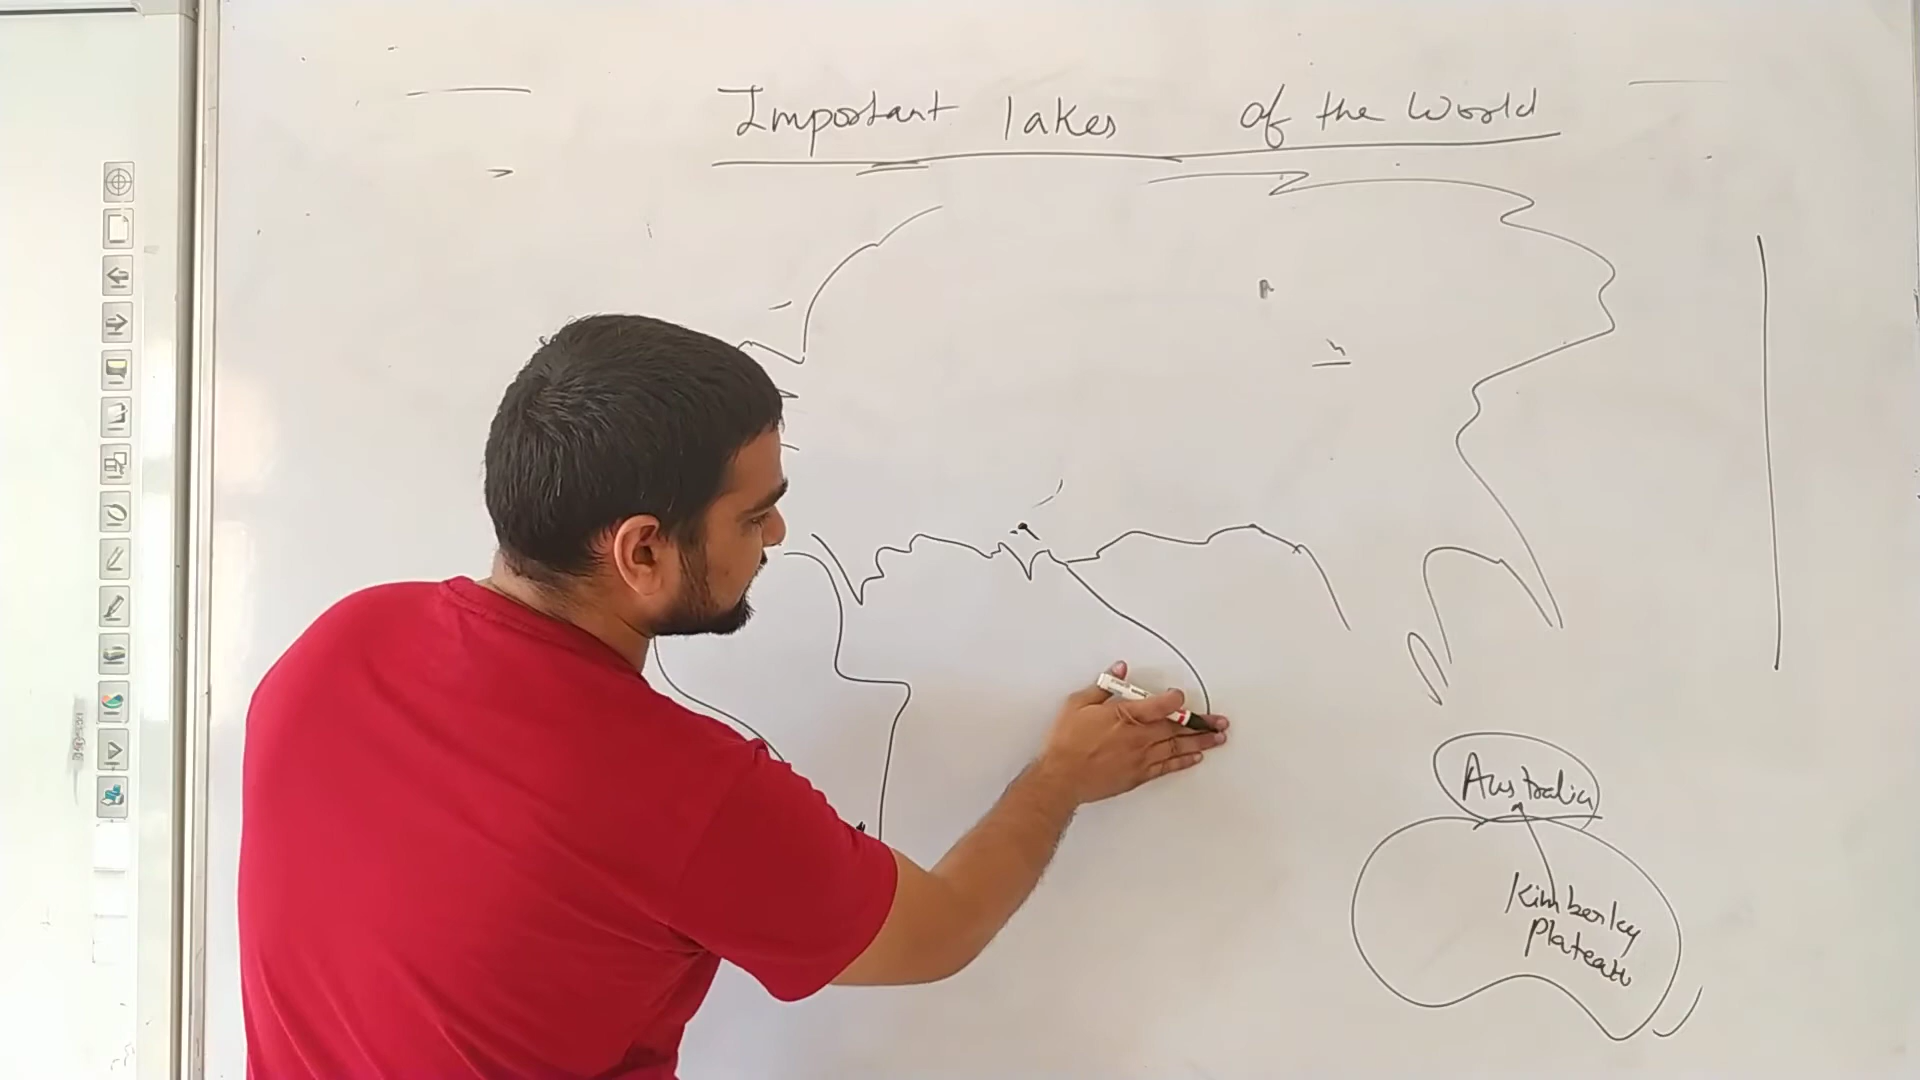 Important lakes of the World
Australia
Kimberley
Plateau